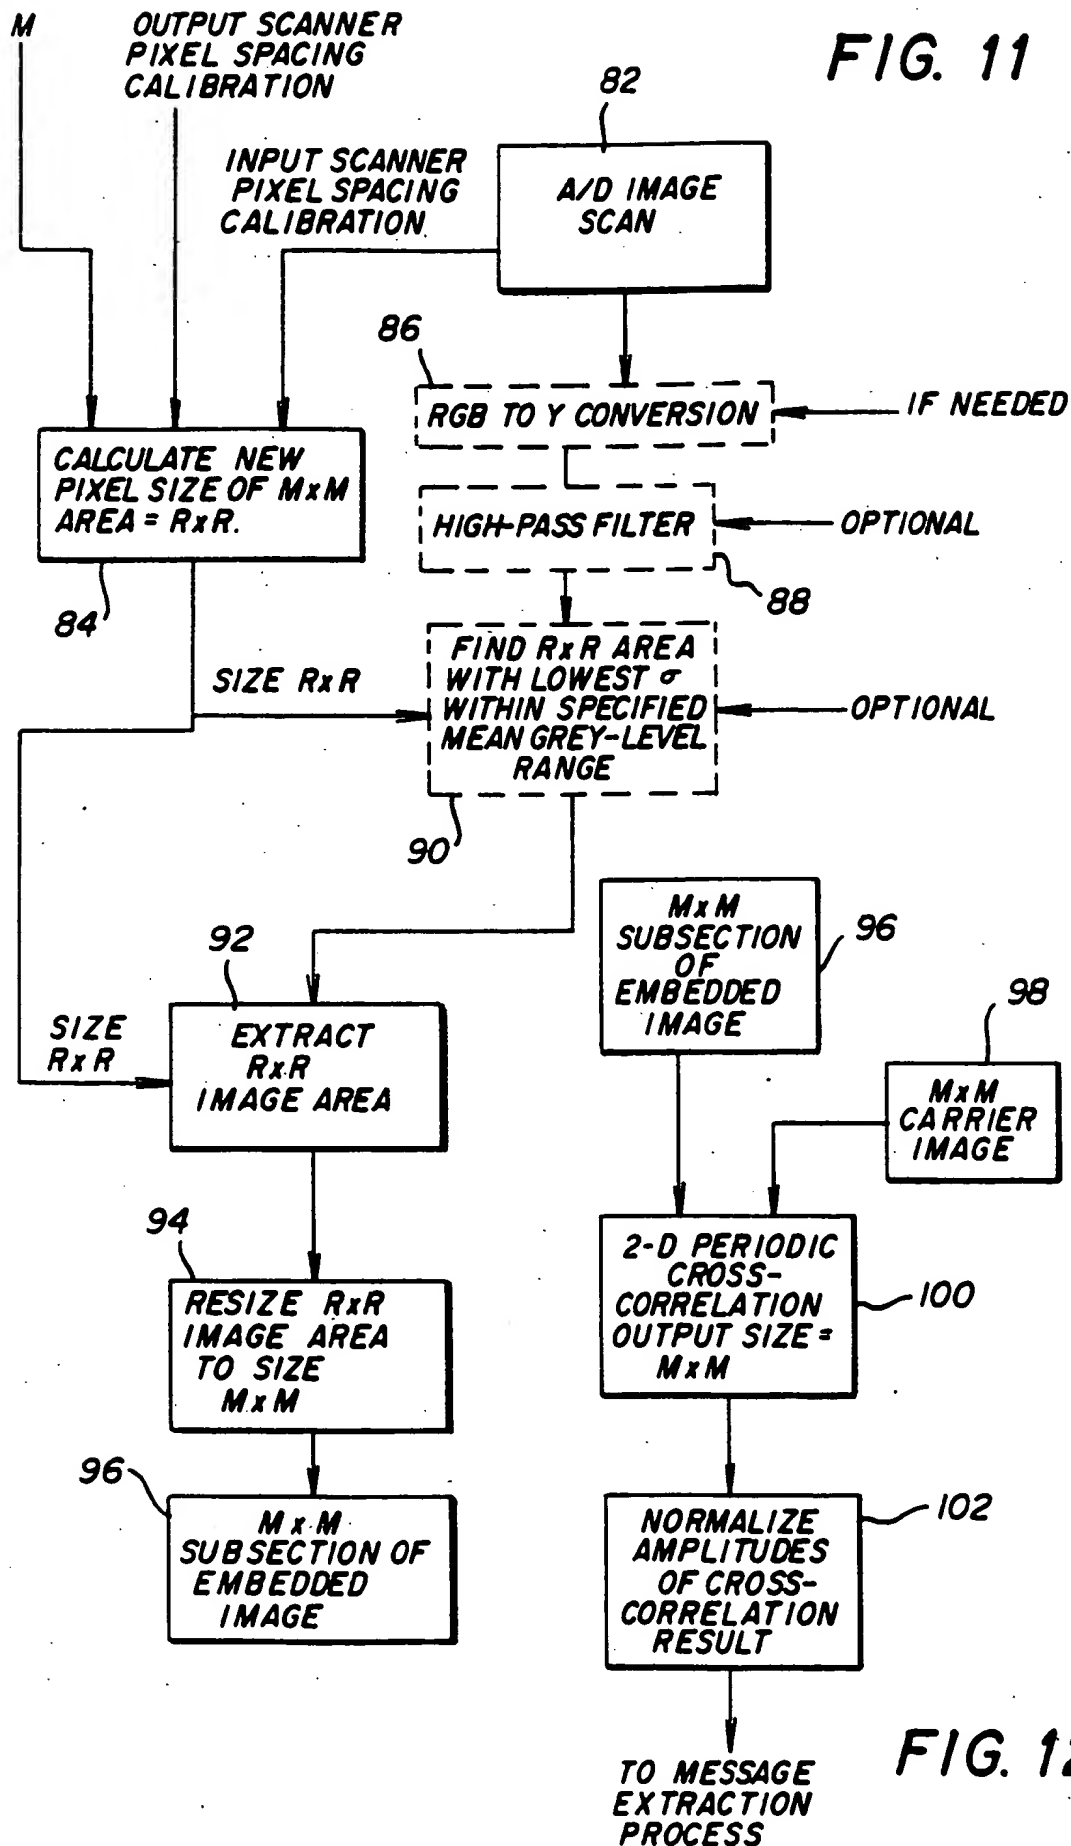 M
OUTPUT SCANNER
PIXEL SPACING
CALIBRATION
FIG. 11
82
INPUT SCANNER
PIXEL SPACING
CALIBRATION
A/D IMAGE
SCAN
86
RGB TO Y CONVERSION
IF NEEDED
CALCULATE NEW
PIXEL SIZE OF MxM
AREA = RxR.
84
HIGH-PASS FILTER
OPTIONAL
88
SIZE RxR
FIND RxR AREA
WITH LOWEST σ
WITHIN SPECIFIED
MEAN GREY-LEVEL
RANGE
OPTIONAL
90
92
SIZE
RxR
EXTRACT
RxR
IMAGE AREA
94
RESIZE RxR
IMAGE AREA
TO SIZE
MxM
96
MxM
SUBSECTION OF
EMBEDDED
IMAGE
MxM
SUBSECTION
OF
EMBEDDED
IMAGE
96
98
MxM
CARRIER
IMAGE
2-D PERIODIC
CROSS-
CORRELATION
OUTPUT SIZE =
MxM
100
NORMALIZE
AMPLITUDES
OF CROSS-
CORRELATION
RESULT
102
TO MESSAGE
EXTRACTION
PROCESS
FIG. 12